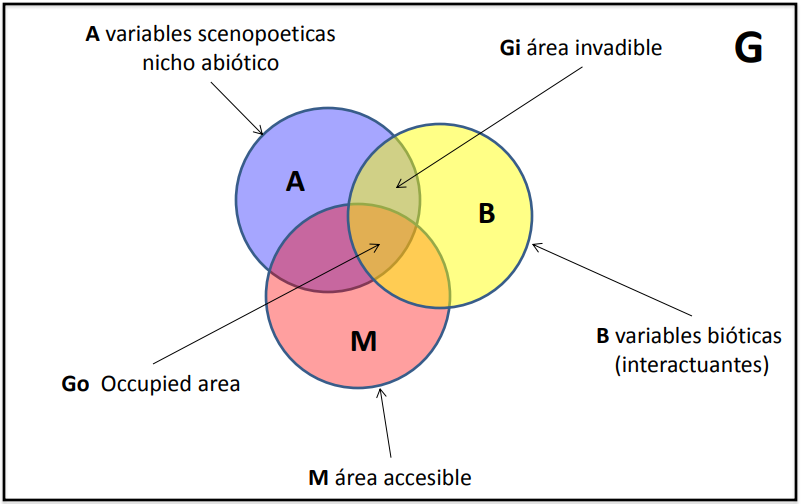 A variables scenopoeticas
nicho abiótico
Gi área invadible
G
A
B
B variables bióticas
(interactuantes)
M
Go Occupied area
M área accesible